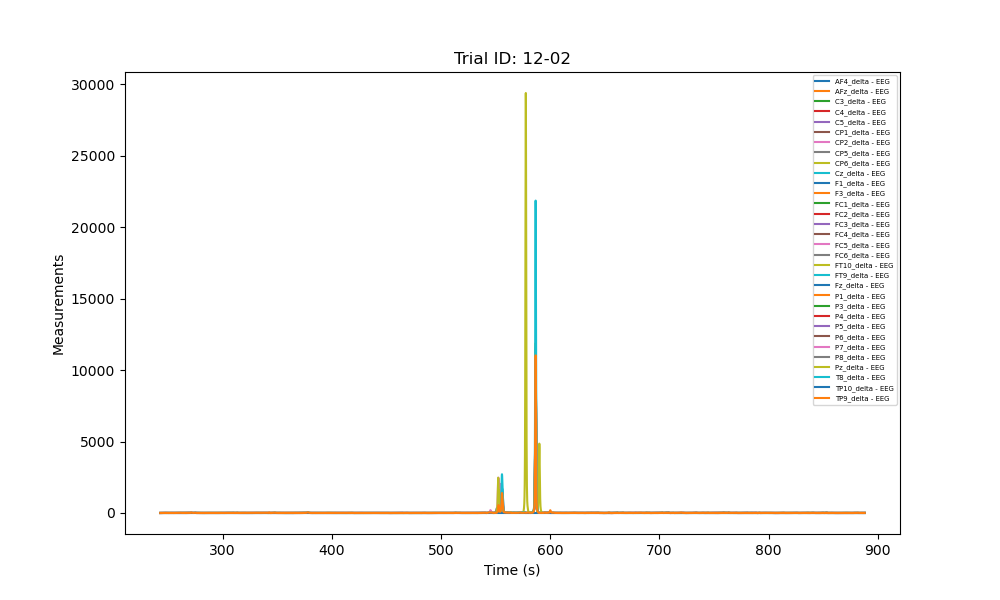 Trial ID: 12-02
30000
25000
20000
15000
10000
5000
0
Measurements
300
400
500
600
700
800
900
Time (s)
AF4_delta - EEG
AFz_delta - EEG
C3_delta - EEG
C4_delta - EEG
C5_delta - EEG
CP1_delta - EEG
CP2_delta - EEG
CP5_delta - EEG
CP6_delta - EEG
Cz_delta - EEG
F1_delta - EEG
F3_delta - EEG
FC1_delta - EEG
FC2_delta - EEG
FC3_delta - EEG
FC4_delta - EEG
FC5_delta - EEG
FC6_delta - EEG
FT10_delta - EEG
FT9_delta - EEG
Fz_delta - EEG
P1_delta - EEG
P3_delta - EEG
P4_delta - EEG
P5_delta - EEG
P6_delta - EEG
P7_delta - EEG
P8_delta - EEG
Pz_delta - EEG
T8_delta - EEG
TP10_delta - EEG
TP9_delta - EEG